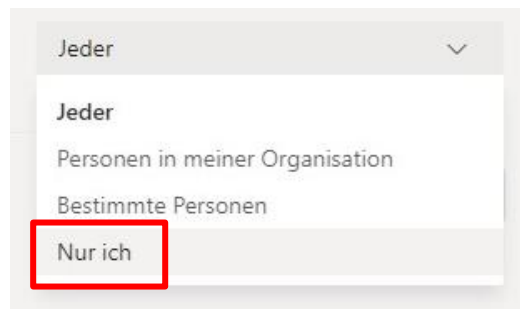 Jeder
Jeder
Personen in meiner Organisation
Bestimmte Personen
Nur ich